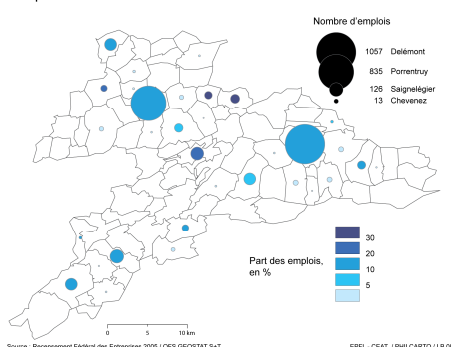 Nombre d'emplois
1057 Delémont
835 Porrentruy
126 Saignelégier
13 Chevenez
Part des emplois,
en %
30
20
10
5
0 5 10 km
Source : Recensement Fédéral des Entreprises 2005 | OFS GEOSTAT S+T
EPFL - CEAT | PHILCARTO | LB